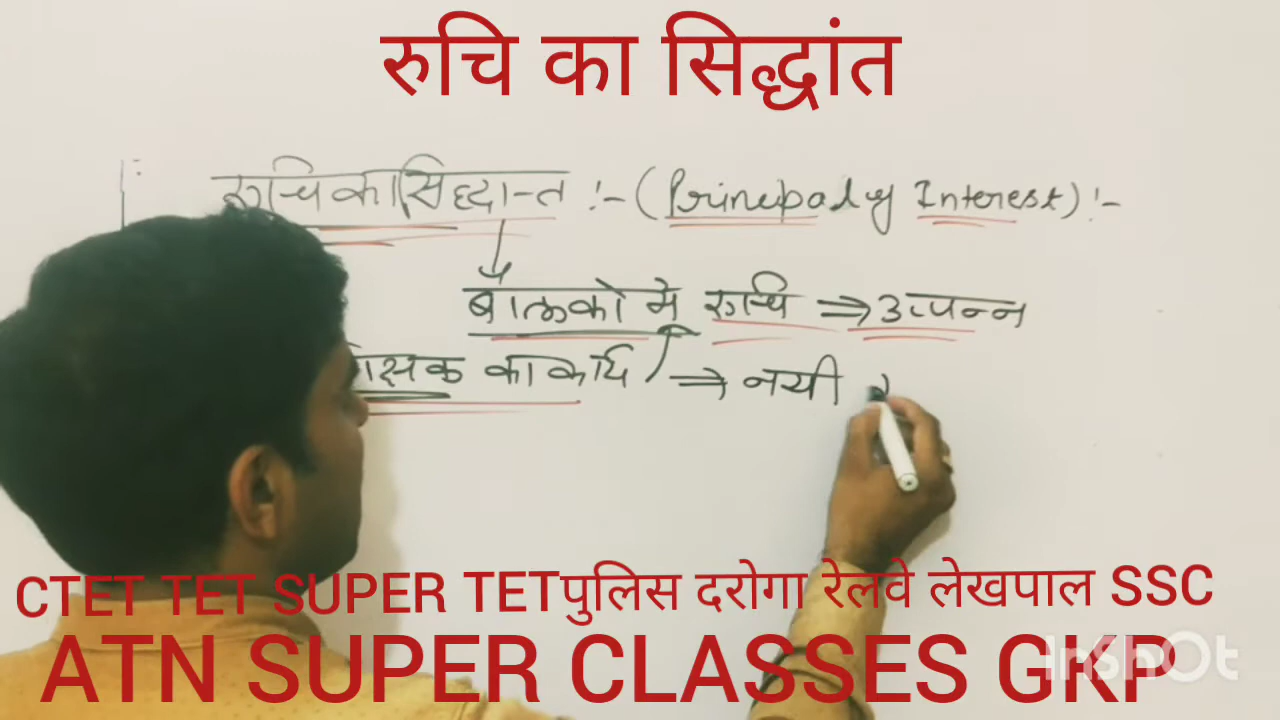 रुचि का सिद्धांत
रुचि का सिद्धान्त :- (Principal of Interest) :-
बालकों में रुचि ⇒ उत्पन्न
का कार्य ⇒ नयी
CTET TET SUPER TETपुलिस दरोगा रेलवे लेखपाल SSC
ATN SUPER CLASSES GKP
InShOt